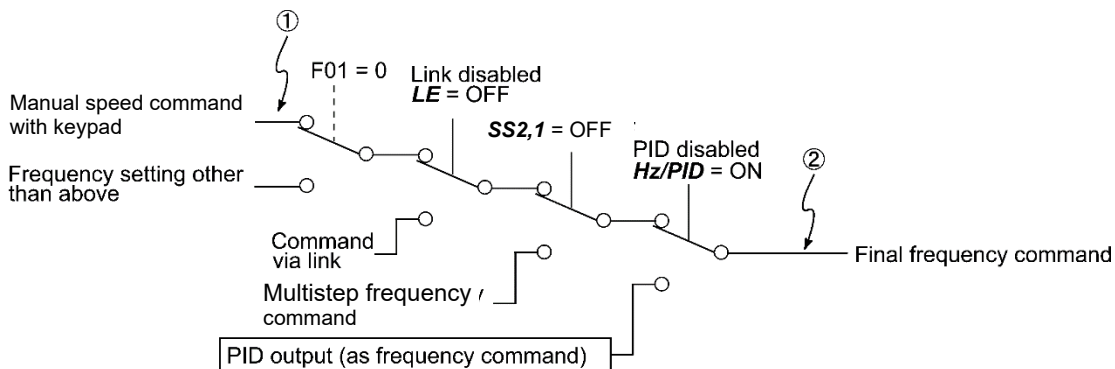 ①
F01 = 0
Link disabled
LE = OFF
Manual speed command
with keypad
SS2,1 = OFF
PID disabled
Hz/PID = ON
②
Frequency setting other
than above
Command
via link
Final frequency command
Multistep frequency
command
PID output (as frequency command)